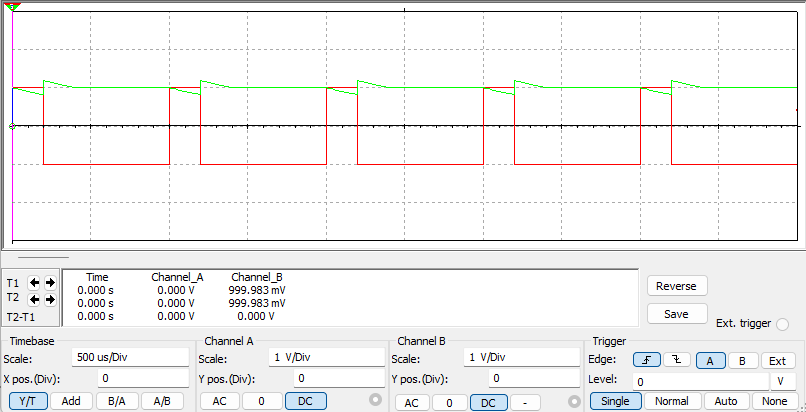 Time Channel_A Channel_B
T1 0.000 s 0.000 V 999.983 mV
T2 0.000 s 0.000 V 999.983 mV
T2-T1 0.000 s 0.000 V 0.000 V
Reverse
Save
Ext. trigger
Timebase
Scale: 500 us/Div
X pos.(Div): 0
Y/T Add B/A A/B
Channel A
Scale: 1 V/Div
Y pos.(Div): 0
AC 0 DC
Channel B
Scale: 1 V/Div
Y pos.(Div): 0
AC 0 DC -
Trigger
Edge: A B Ext
Level: 0 V
Single Normal Auto None